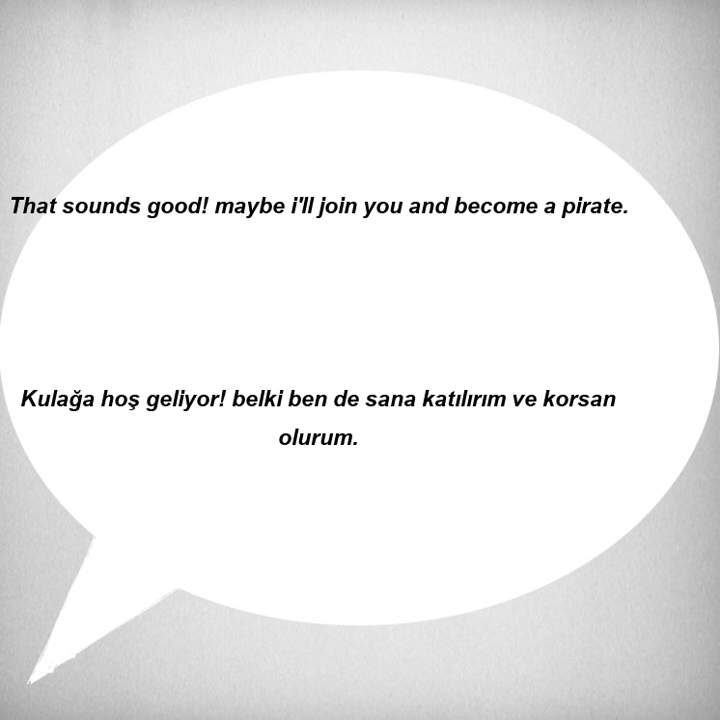 That sounds good! maybe i'll join you and become a pirate.
Kulağa hoş geliyor! belki ben de sana katılırım ve korsan
olurum.